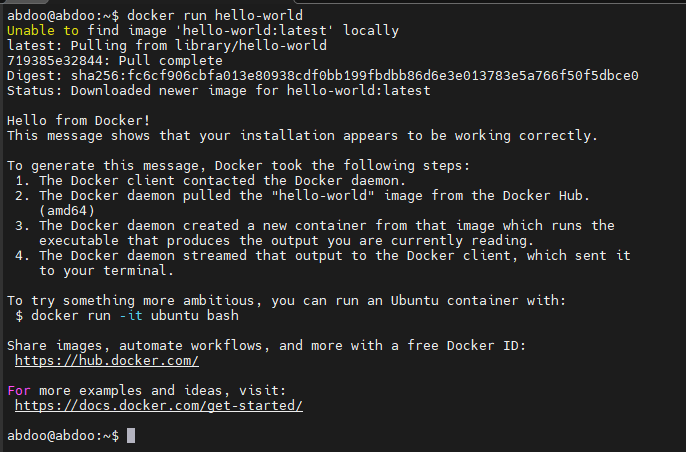 abdoo@abdoo:~$ docker run hello-world
Unable to find image 'hello-world:latest' locally
latest: Pulling from library/hello-world
719385e32844: Pull complete
Digest: sha256:fc6cf906cbfa013e80938cdf0bb199fbdbb86d6e3e013783e5a766f50f5dbce0
Status: Downloaded newer image for hello-world:latest

Hello from Docker!
This message shows that your installation appears to be working correctly.

To generate this message, Docker took the following steps:
 1. The Docker client contacted the Docker daemon.
 2. The Docker daemon pulled the "hello-world" image from the Docker Hub.
    (amd64)
 3. The Docker daemon created a new container from that image which runs the
    executable that produces the output you are currently reading.
 4. The Docker daemon streamed that output to the Docker client, which sent it
    to your terminal.

To try something more ambitious, you can run an Ubuntu container with:
 $ docker run -it ubuntu bash

Share images, automate workflows, and more with a free Docker ID:
 https://hub.docker.com/

For more examples and ideas, visit:
 https://docs.docker.com/get-started/

abdoo@abdoo:~$